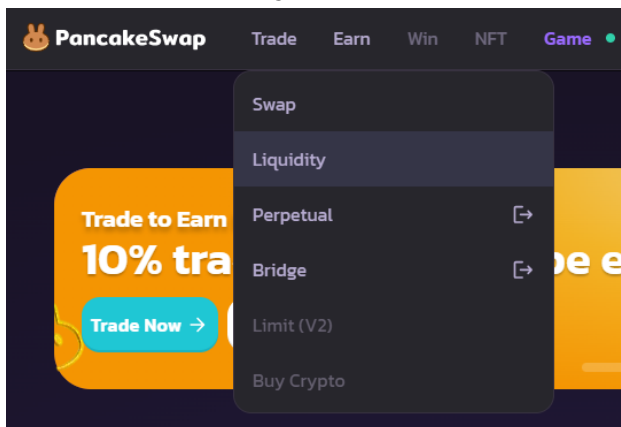 PancakeSwap Trade Earn Win NFT Game
Swap
Liquidity
Trade to Earn
Perpetual
10% tra
Bridge
pe e
Trade Now →
Limit (V2)
Buy Crypto